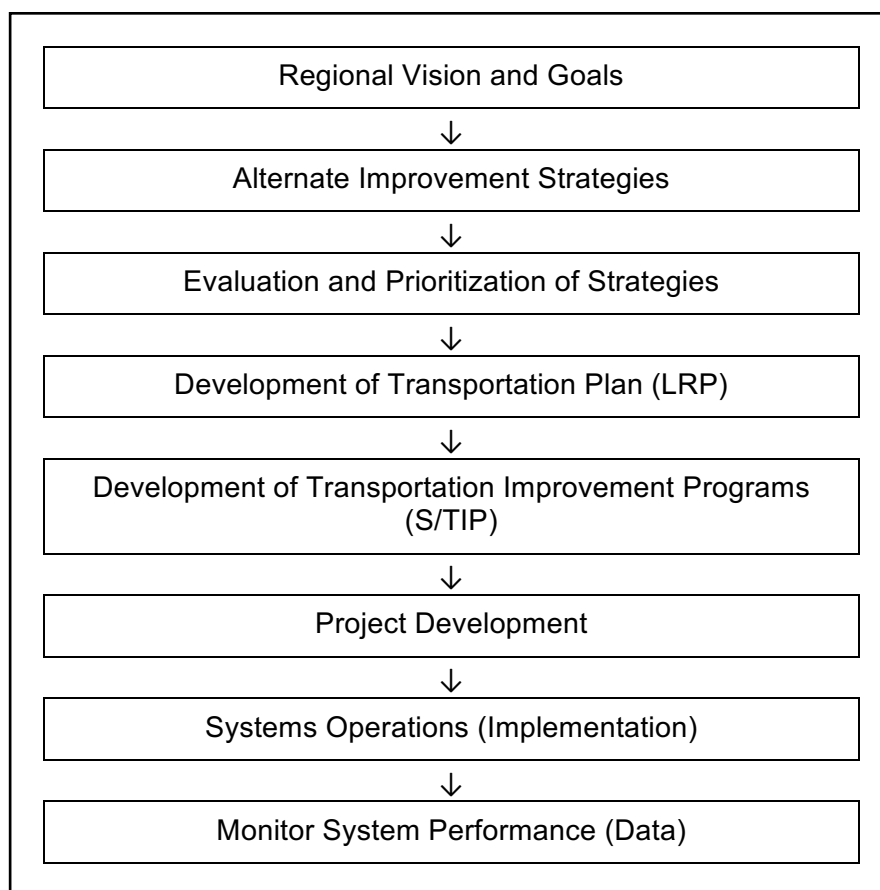 Regional Vision and Goals
↓
Alternate Improvement Strategies
↓
Evaluation and Prioritization of Strategies
↓
Development of Transportation Plan (LRP)
↓
Development of Transportation Improvement Programs
(S/TIP)
↓
Project Development
↓
Systems Operations (Implementation)
↓
Monitor System Performance (Data)